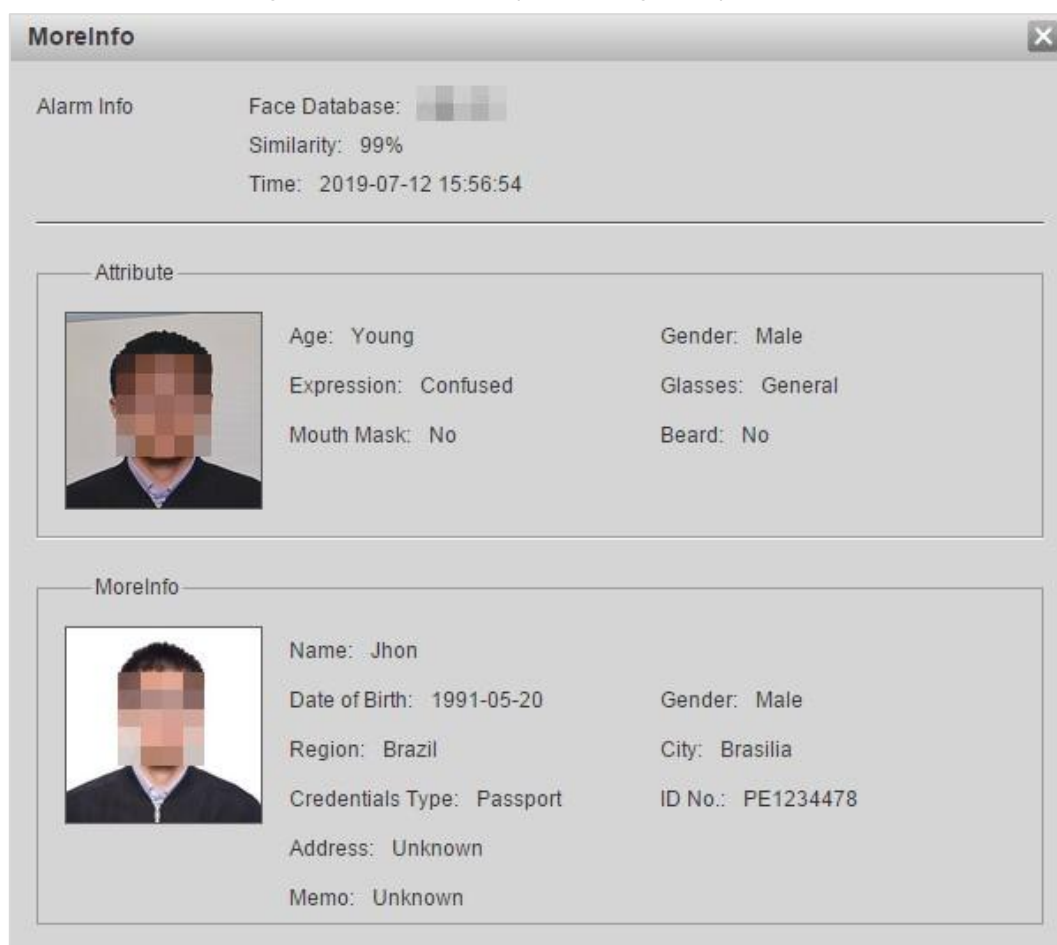 MoreInfo
Alarm Info Face Database:
Similarity: 99%
Time: 2019-07-12 15:56:54
Attribute
Age: Young Gender: Male
Expression: Confused Glasses: General
Mouth Mask: No Beard: No
MoreInfo
Name: Jhon
Date of Birth: 1991-05-20 Gender: Male
Region: Brazil City: Brasilia
Credentials Type: Passport ID No.: PE1234478
Address: Unknown
Memo: Unknown